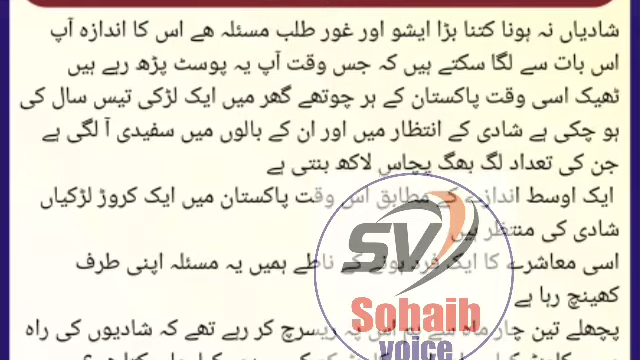 شادیاں نہ ہونا کتنا بڑا ایشو اور غور طلب مسئلہ ھے اس کا اندازہ آپ
اس بات سے لگا سکتے ہیں کہ جس وقت آپ یہ پوسٹ پڑھ رہے ہیں
ٹھیک اسی وقت پاکستان کے ہر چوتھے گھر میں ایک لڑکی تیس سال کی
ہو چکی ہے شادی کے انتظار میں اور ان کے بالوں میں سفیدی آ لگی ہے
جن کی تعداد لگ بھگ پچاس لاکھ بنتی ہے
ایک اوسط اندازے کے مطابق اس وقت پاکستان میں ایک کروڑ لڑکیاں
شادی کی منتظر ہیں
اسی معاشرے کا ایک فرد ہونے کے ناطے ہمیں یہ مسئلہ اپنی طرف
کھینچ رہا ہے
پچھلے تین چار ماہ سے ہم اس پہ ریسرچ کر رہے تھے کہ شادیوں کی راہ
SV
Sohaib
voice